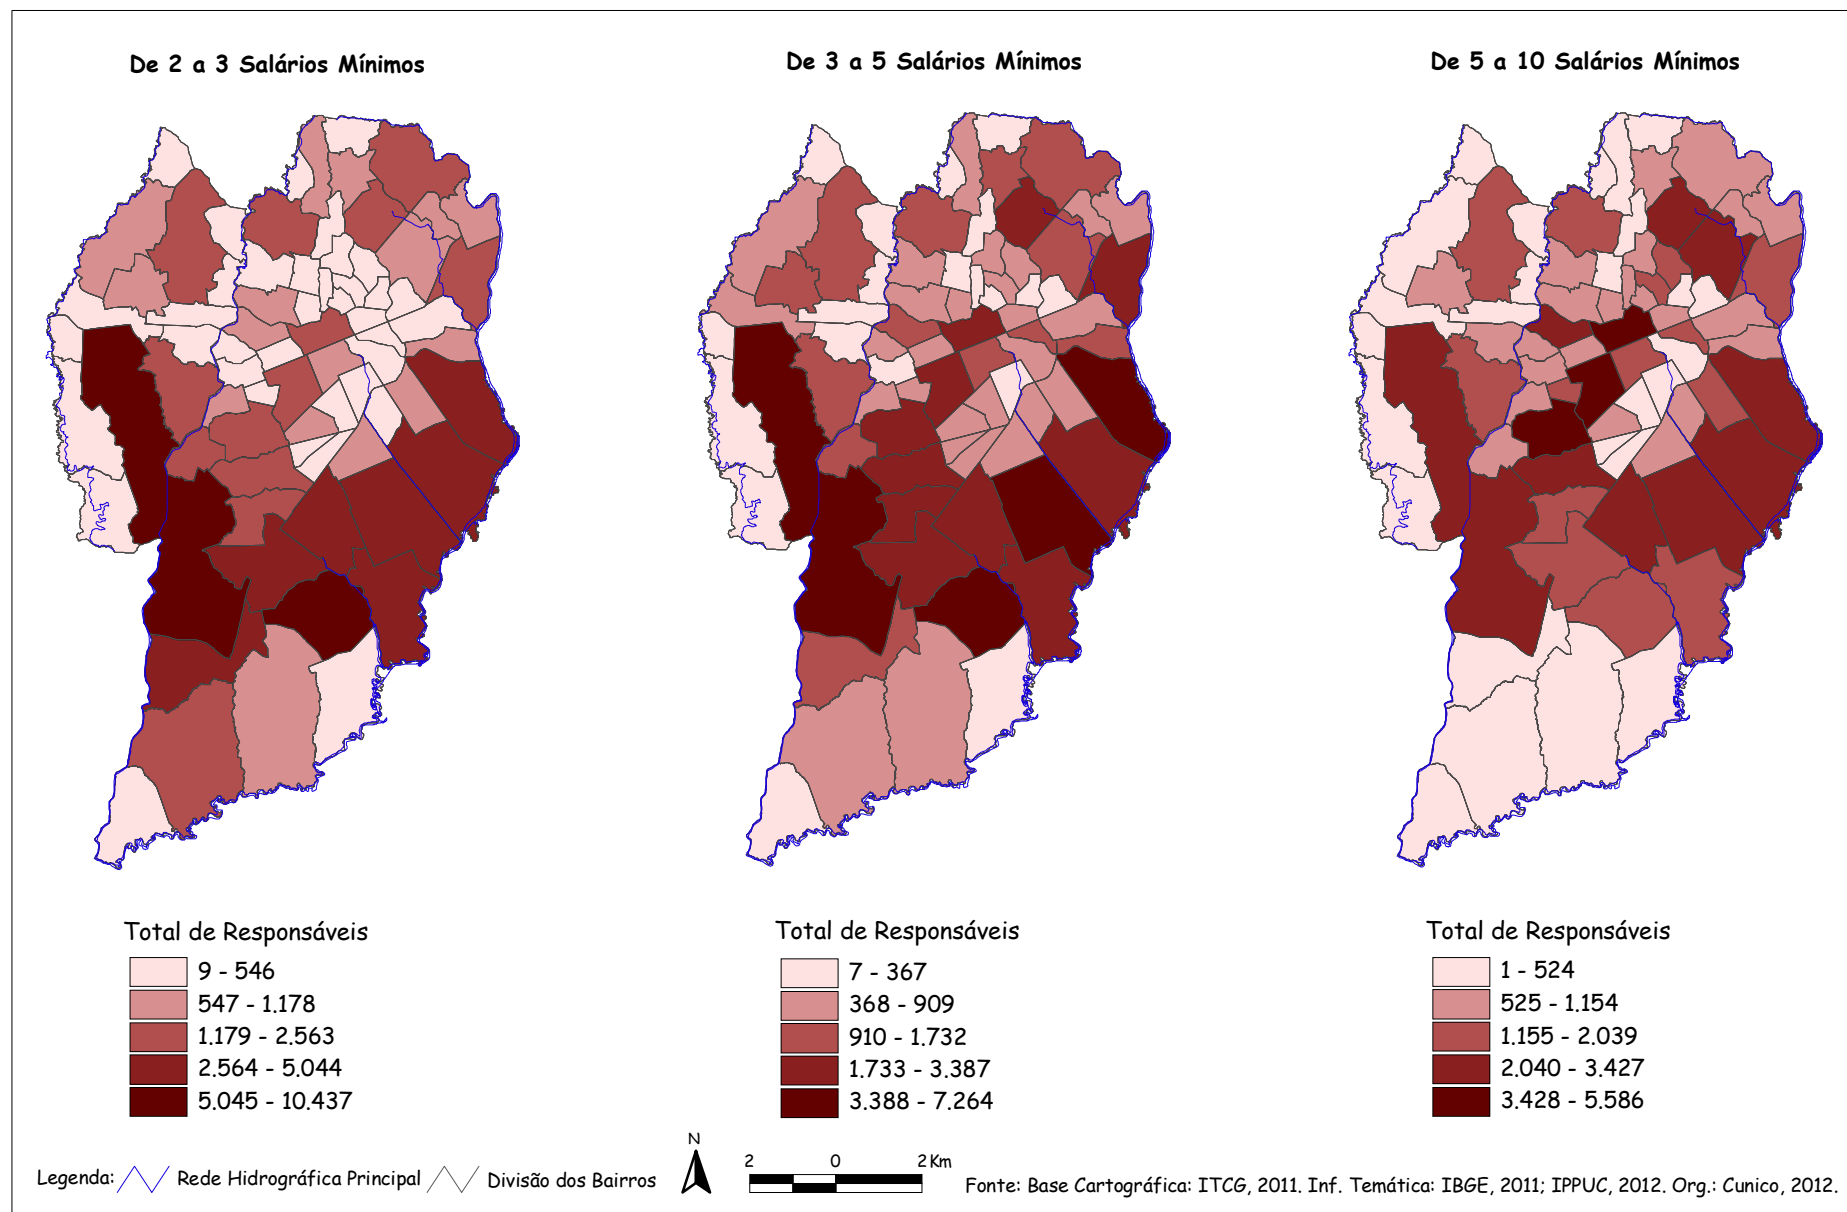 De 2 a 3 Salários Mínimos
De 3 a 5 Salários Mínimos
De 5 a 10 Salários Mínimos
Total de Responsáveis
9 - 546
547 - 1.178
1.179 - 2.563
2.564 - 5.044
5.045 - 10.437
Total de Responsáveis
7 - 367
368 - 909
910 - 1.732
1.733 - 3.387
3.388 - 7.264
Total de Responsáveis
1 - 524
525 - 1.154
1.155 - 2.039
2.040 - 3.427
3.428 - 5.586
Legenda: Rede Hidrográfica Principal Divisão dos Bairros
N
2 0 2 Km
Fonte: Base Cartográfica: ITCG, 2011. Inf. Temática: IBGE, 2011; IPPUC, 2012. Org.: Cunico, 2012.